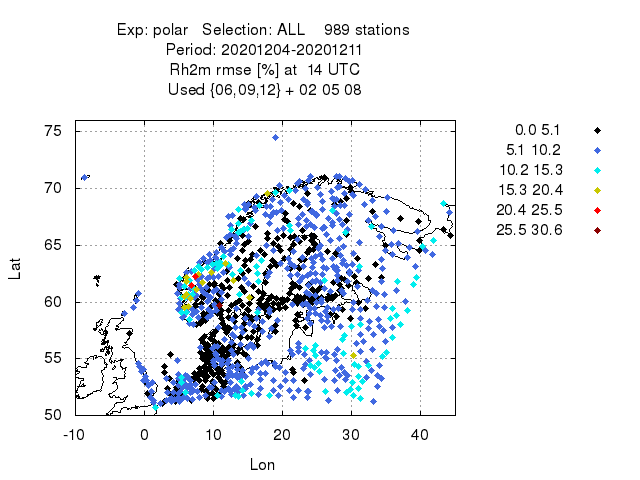 Exp: polar   Selection: ALL    989 stations
Period: 20201204-20201211
Rh2m rmse [%] at  14 UTC
Used {06,09,12} + 02 05 08
0.0 5.1
5.1 10.2
10.2 15.3
15.3 20.4
20.4 25.5
25.5 30.6
75
70
65
60
55
50
Lat
-10 0 10 20 30 40
Lon